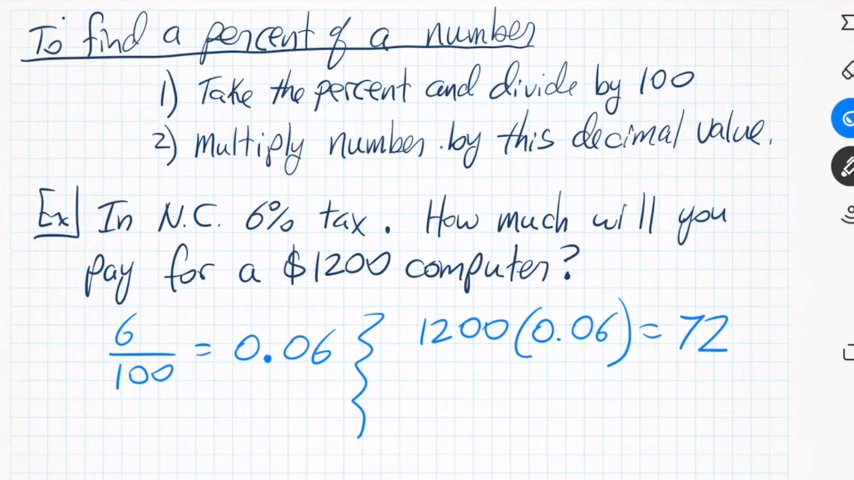 To find a percent of a number
1) Take the percent and divide by 100
2) multiply number by this decimal value.
Ex] In N.C. 6% tax. How much will you
pay for a $1200 computer?
6/100 = 0.06 } 1200(0.06) = 72